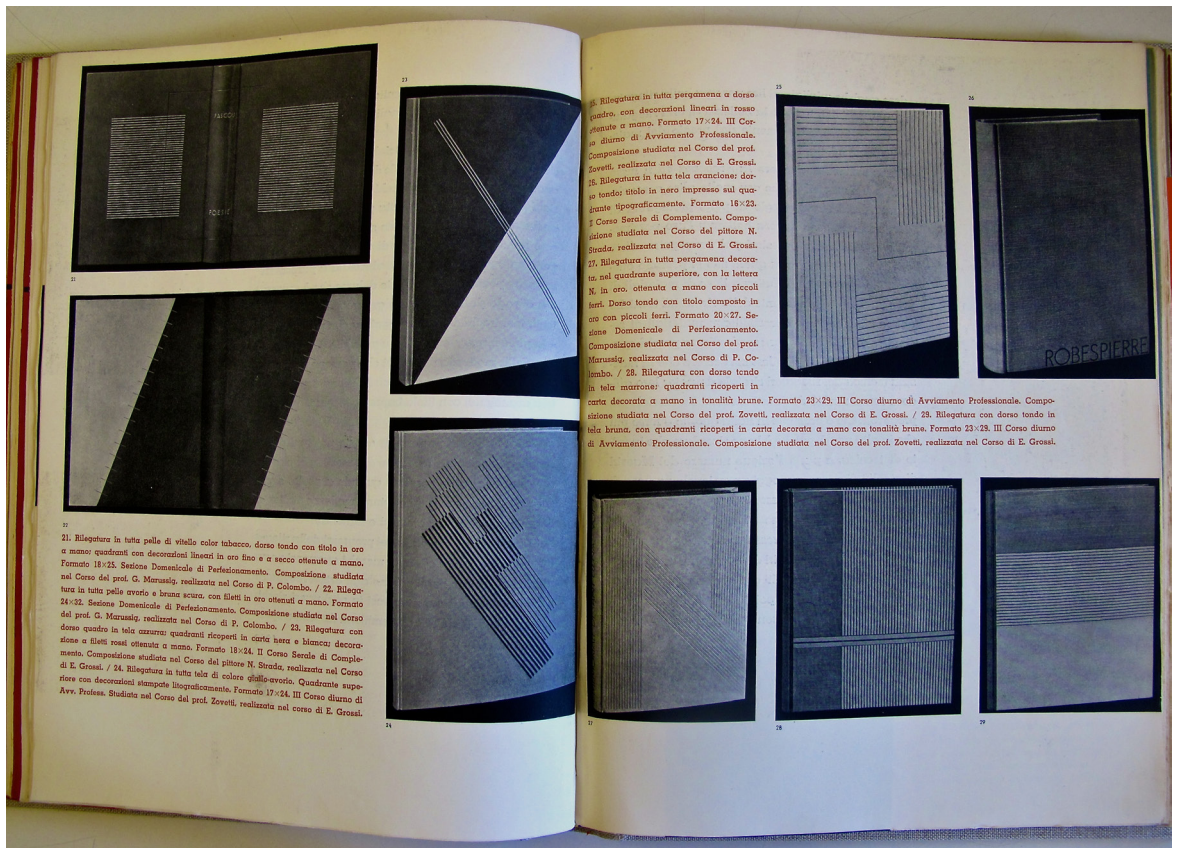 FALCONI
POESIE
21
22
21. Rilegatura in tutta pelle di vitello color tabacco, dorso tondo con titolo in oro
a mano; quadranti con decorazioni lineari in oro fino e a secco ottenute a mano.
Formato 18×25. Sezione Domenicale di Perfezionamento. Composizione studiata
nel Corso del prof. G. Marussig, realizzata nel Corso di P. Colombo. / 22. Rilega-
tura in tutta pelle avorio e bruna scura, con filetti in oro ottenuti a mano. Formato
24×32. Sezione Domenicale di Perfezionamento. Composizione studiata nel Corso
del prof. G. Marussig, realizzata nel Corso di P. Colombo. / 23. Rilegatura con
dorso quadro in tela azzurra; quadranti ricoperti in carta nera e bianca; decora-
zione a filetti rossi ottenuta a mano. Formato 18×24. II Corso Serale di Comple-
mento. Composizione studiata nel Corso del pittore N. Strada, realizzata nel Corso
di E. Grossi. / 24. Rilegatura in tutta tela di colore giallo-avorio. Quadrante supe-
riore con decorazioni stampate litograficamente. Formato 17×24. III Corso diurno di
Avv. Profess. Studiata nel Corso del prof. Zovetti, realizzata nel corso di E. Grossi.
23
24
25. Rilegatura in tutta pergamena a dorso
quadro, con decorazioni lineari in rosso
ottenute a mano. Formato 17×24. III Cor-
so diurno di Avviamento Professionale.
Composizione studiata nel Corso del prof.
Zovetti, realizzata nel Corso di E. Grossi.
26. Rilegatura in tutta tela arancione; dor-
so tondo; titolo in nero impresso sul qua-
drante tipograficamente. Formato 16×23.
I Corso Serale di Complemento. Compo-
sizione studiata nel Corso del pittore N.
Strada, realizzata nel Corso di E. Grossi.
27. Rilegatura in tutta pergamena decora-
ta, nel quadrante superiore, con la lettera
N, in oro, ottenuta a mano con piccoli
ferri. Dorso tondo con titolo composto in
oro con piccoli ferri. Formato 20×27. Se-
zione Domenicale di Perfezionamento.
Composizione studiata nel Corso del prof.
Marussig, realizzata nel Corso di P. Co-
lombo. / 28. Rilegatura con dorso tondo
in tela marrone; quadranti ricoperti in
carta decorata a mano in tonalità brune. Formato 23×29. III Corso diurno di Avviamento Professionale. Compo-
sizione studiata nel Corso del prof. Zovetti, realizzata nel Corso di E. Grossi. / 29. Rilegatura con dorso tondo in
tela bruna, con quadranti ricoperti in carta decorata a mano con tonalità brune. Formato 23×29. III Corso diurno
di Avviamento Professionale. Composizione studiata nel Corso del prof. Zovetti, realizzata nel Corso di E. Grossi.
25
26
ROBESPIERRE
27
28
29